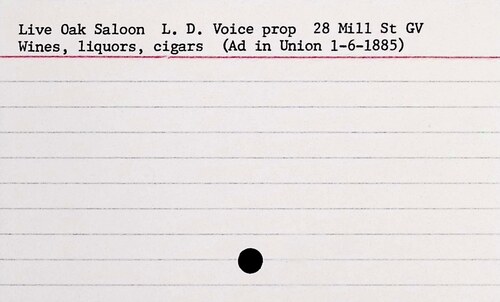 Live Oak Saloon L. D. Voice prop 28 Mill St GV
Wines, liquors, cigars (Ad in Union 1-6-1885)